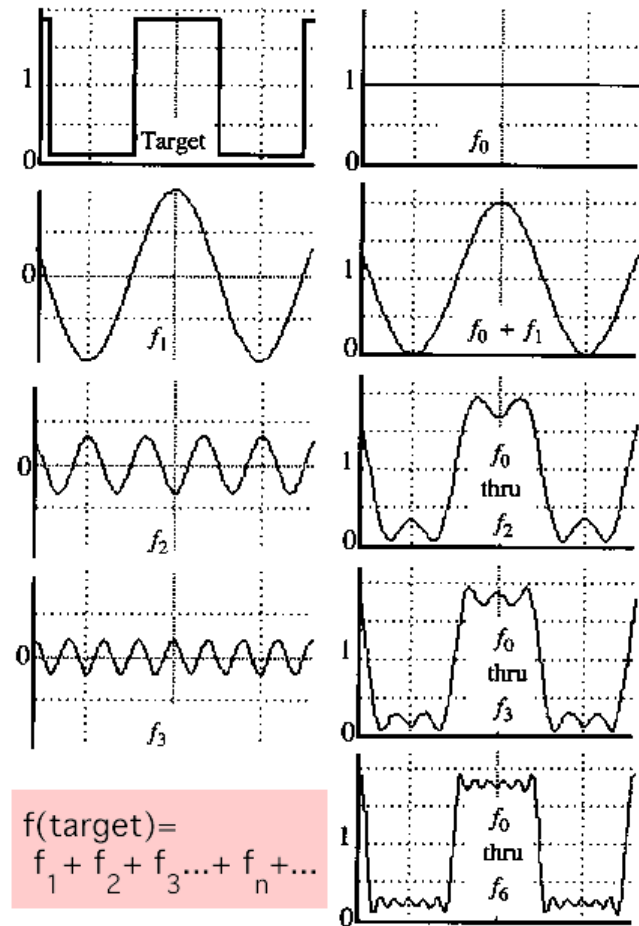 1
0
Target
1
0
f0
0
f1
1
0
f0 + f1
0
f2
1
0
f0
thru
f2
0
f3
1
0
f0
thru
f3
f(target)=
f1 + f2 + f3...+ fn+...
1
0
f0
thru
f6